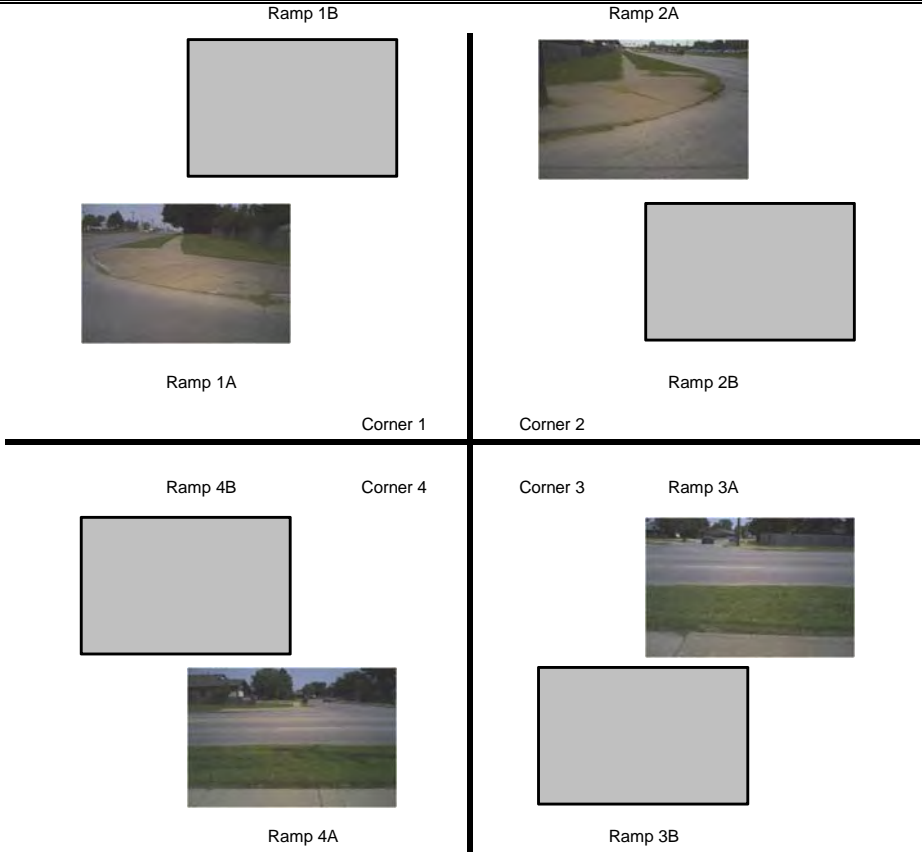 Ramp 1B
Ramp 2A
Ramp 1A
Ramp 2B
Corner 1
Corner 2
Ramp 4B
Corner 4
Corner 3
Ramp 3A
Ramp 4A
Ramp 3B